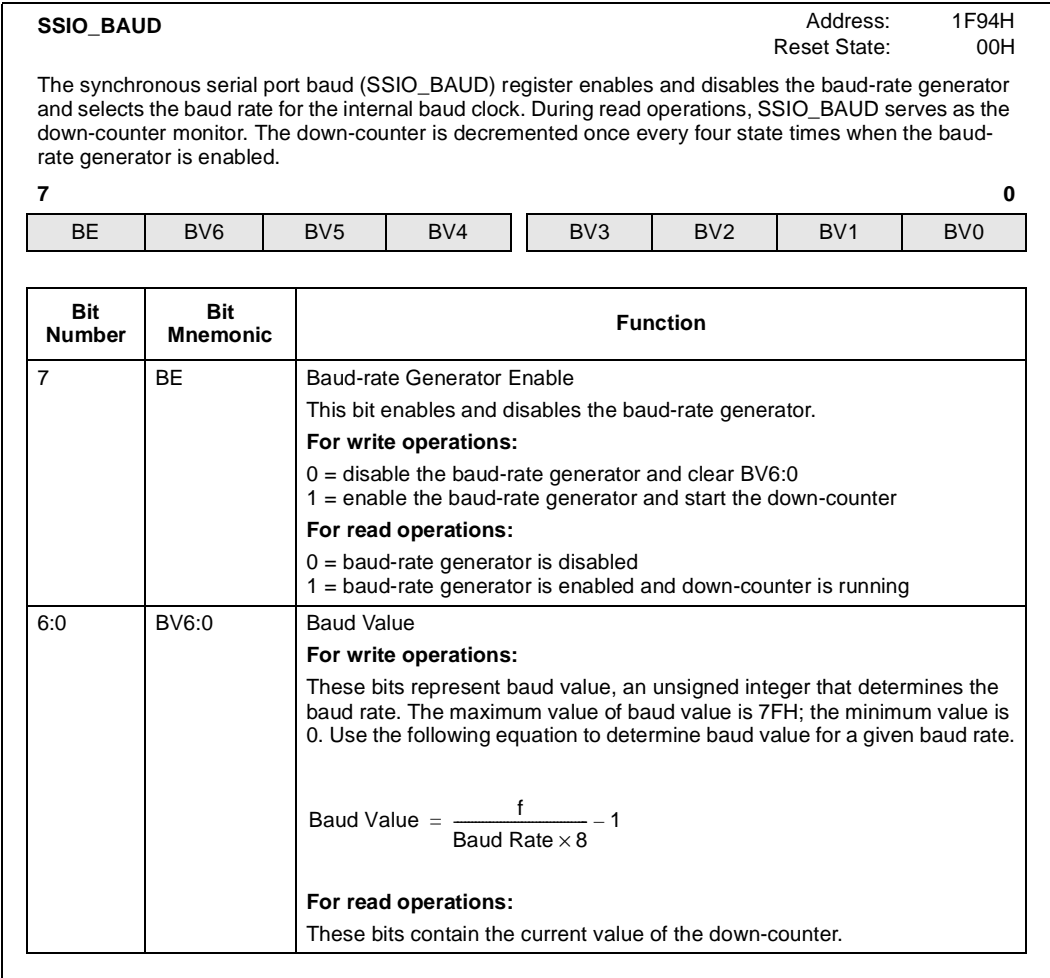 SSIO_BAUD
Address: 1F94H
Reset State: 00H
The synchronous serial port baud (SSIO_BAUD) register enables and disables the baud-rate generator
and selects the baud rate for the internal baud clock. During read operations, SSIO_BAUD serves as the
down-counter monitor. The down-counter is decremented once every four state times when the baud-
rate generator is enabled.
7 0
BE BV6 BV5 BV4 BV3 BV2 BV1 BV0
Bit Number Bit Mnemonic Function
7 BE Baud-rate Generator Enable
This bit enables and disables the baud-rate generator.
For write operations:
0 = disable the baud-rate generator and clear BV6:0
1 = enable the baud-rate generator and start the down-counter
For read operations:
0 = baud-rate generator is disabled
1 = baud-rate generator is enabled and down-counter is running
6:0 BV6:0 Baud Value
For write operations:
These bits represent baud value, an unsigned integer that determines the
baud rate. The maximum value of baud value is 7FH; the minimum value is
0. Use the following equation to determine baud value for a given baud rate.
f
Baud Value = – 1
Baud Rate × 8
For read operations:
These bits contain the current value of the down-counter.